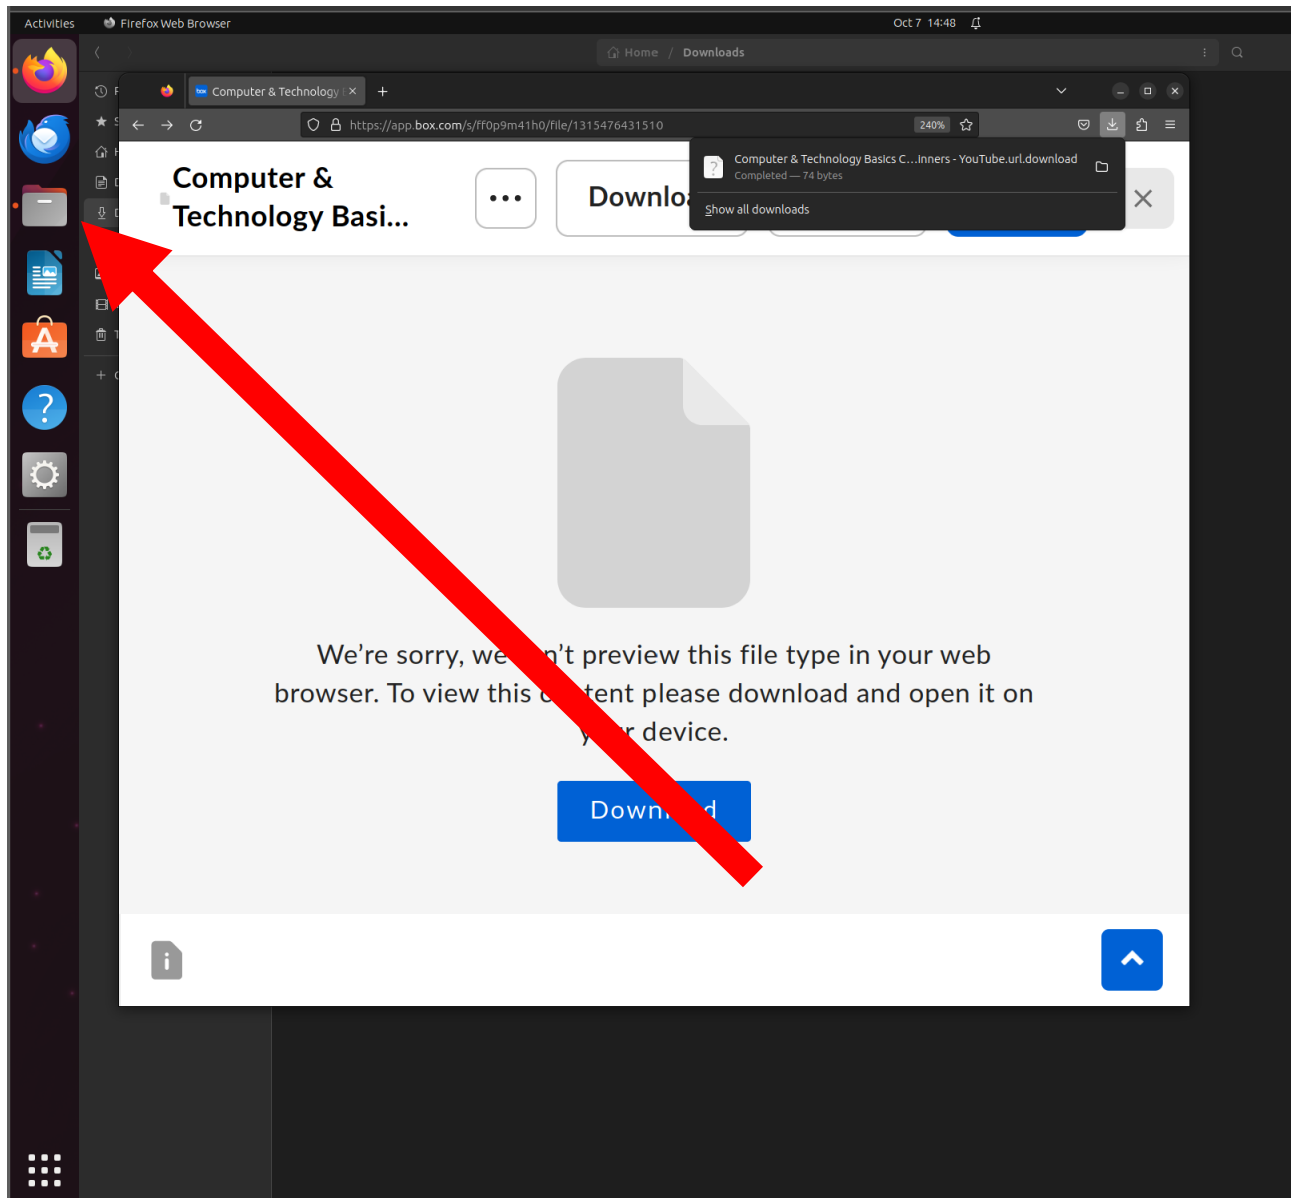 Activities
Firefox Web Browser
Oct 7 14:48
Home / Downloads
box Computer & Technology
https://app.box.com/s/ff0p9m41h0/file/1315476431510
240%
Computer & Technology Basics C...inners - YouTube.url.download
Completed — 74 bytes
Show all downloads
Computer &
Technology Basi...
We're sorry, we preview this file type in your web
browser. To view this please download and open it on
device.